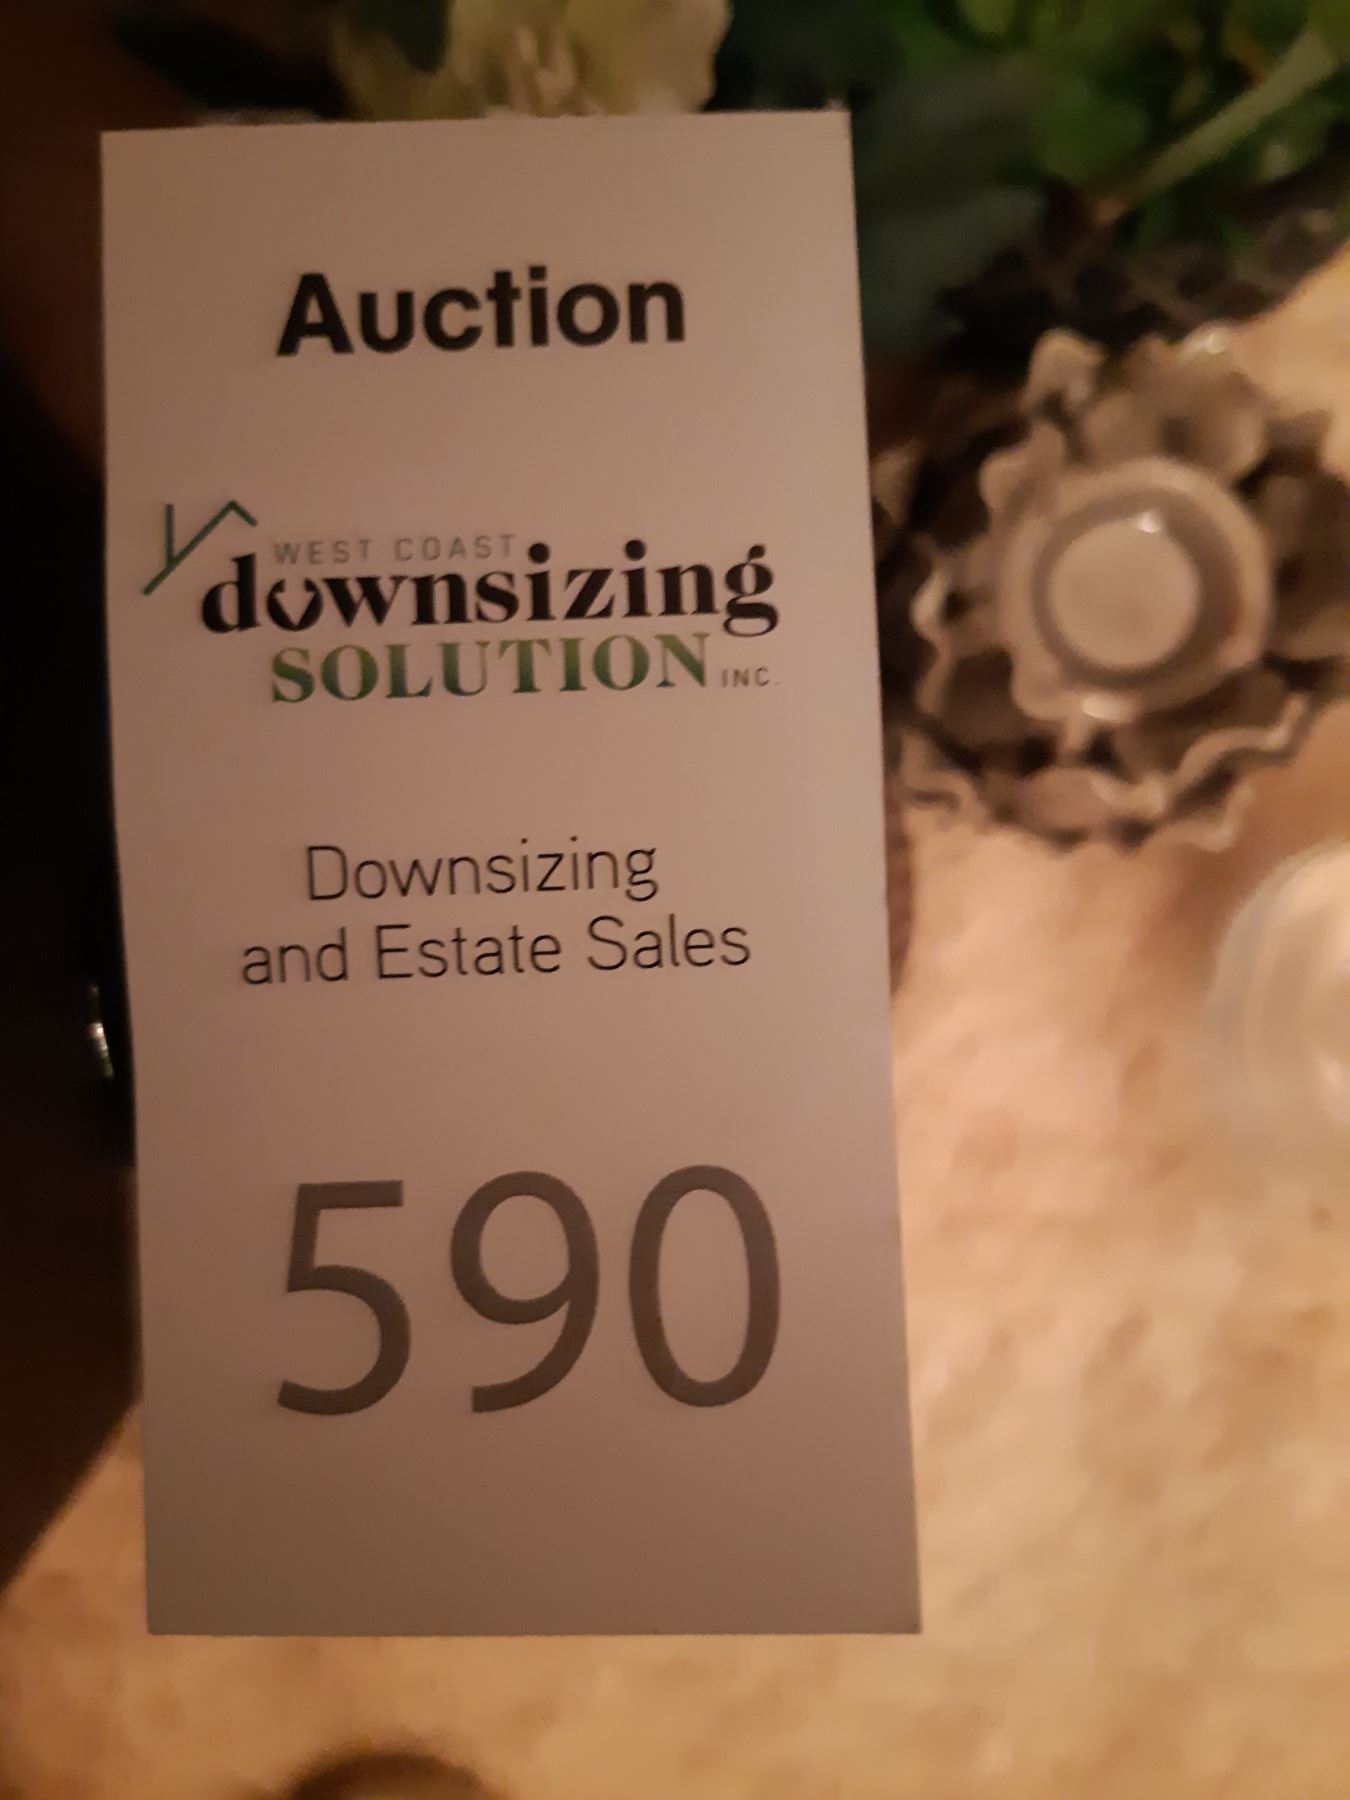 Auction
WEST COAST
downsizing
SOLUTION INC.
Downsizing
and Estate Sales
590